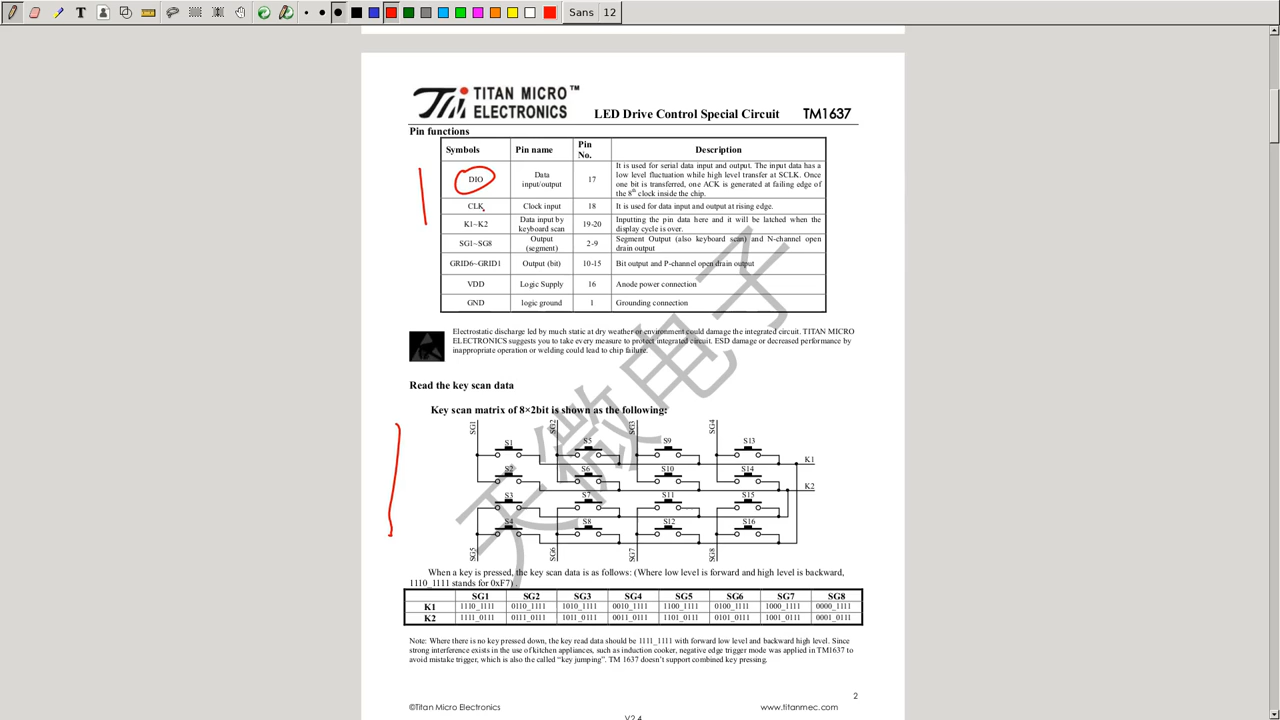 T
Sans 12
TITAN MICRO™
ELECTRONICS
LED Drive Control Special Circuit TM1637
Pin functions
Symbols Pin name Pin No. Description
DIO Data input/output 17 It is used for serial data input and output. The input data has a
low level fluctuation while high level transfer at SCLK. Once
one bit is transferred, one ACK is generated at failing edge of
the 8th clock inside the chip.
CLK Clock input 18 It is used for data input and output at rising edge.
K1~K2 Data input by keyboard scan 19-20 Inputting the pin data here and it will be latched when the
display cycle is over.
SG1~SG8 Output (segment) 2-9 Segment Output (also keyboard scan) and N-channel open
drain output
GRID6~GRID1 Output (bit) 10-15 Bit output and P-channel open drain output
VDD Logic Supply 16 Anode power connection
GND logic ground 1 Grounding connection
Electrostatic discharge led by much static at dry weather or environment could damage the integrated circuit. TITAN MICRO
ELECTRONICS suggests you to take every measure to protect integrated circuit. ESD damage or decreased performance by
inappropriate operation or welding could lead to chip failure.
Read the key scan data
Key scan matrix of 8×2bit is shown as the following:
SG1 SG2 SG3 SG4
S1 S5 S9 S13
K1
S2 S6 S10 S14
K2
S3 S7 S11 S15
S4 S8 S12 S16
SG5 SG6 SG7 SG8
When a key is pressed, the key scan data is as follows: (Where low level is forward and high level is backward,
1110_1111 stands for 0xF7) .
SG1 SG2 SG3 SG4 SG5 SG6 SG7 SG8
K1 1110_1111 0110_1111 1010_1111 0010_1111 1100_1111 0100_1111 1000_1111 0000_1111
K2 1111_0111 0111_0111 1011_0111 0011_0111 1101_0111 0101_0111 1001_0111 0001_0111
Note: Where there is no key pressed down, the key read data should be 1111_1111 with forward low level and backward high level. Since
strong interference exists in the use of kitchen appliances, such as induction cooker, negative edge trigger mode was applied in TM1637 to
avoid mistake trigger, which is also the called “key jumping”. TM 1637 doesn’t support combined key pressing.
2
©Titan Micro Electronics www.titanmec.com
V2.4
天微电子